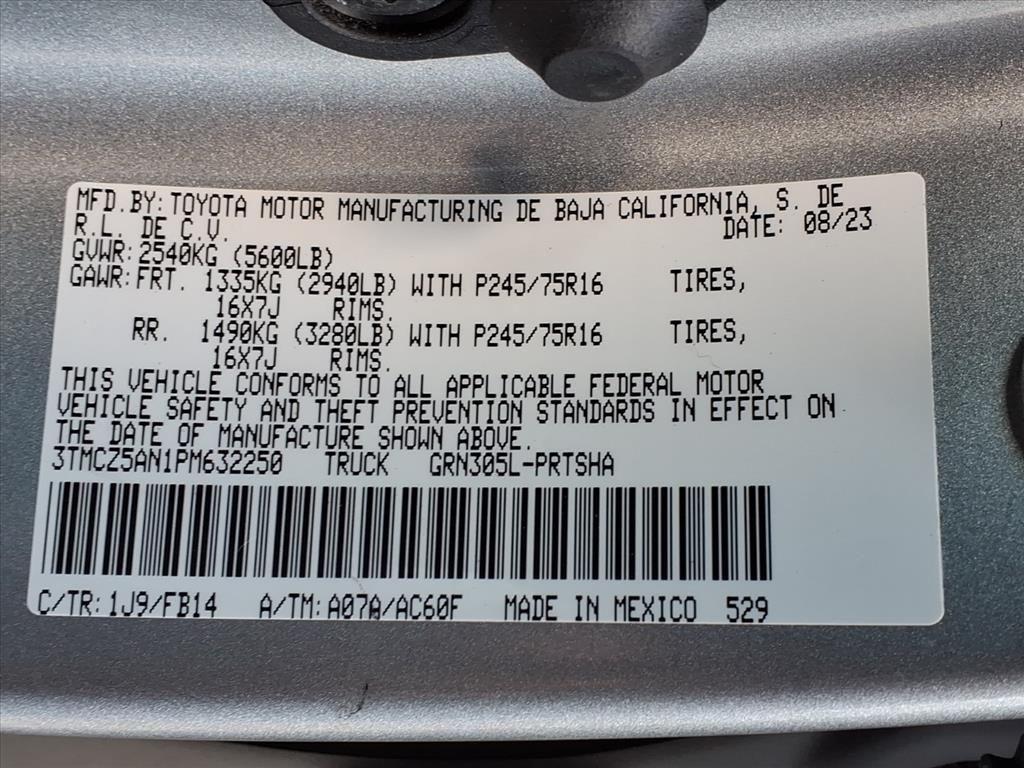 MFD.BY: TOYOTA MOTOR MANUFACTURING DE BAJA CALIFORNIA, S. DE
R.L. DE C.V. DATE: 08/23
GVWR: 2540KG (5600LB)
GAWR: FRT. 1335KG (2940LB) WITH P245/75R16 TIRES,
16X7J RIMS.
RR. 1490KG (3280LB) WITH P245/75R16 TIRES,
16X7J RIMS.
THIS VEHICLE CONFORMS TO ALL APPLICABLE FEDERAL MOTOR
VEHICLE SAFETY AND THEFT PREVENTION STANDARDS IN EFFECT ON
THE DATE OF MANUFACTURE SHOWN ABOVE.
3TMCZ5AN1PM632250 TRUCK GRN305L-PRTSHA
C/TR: 1J9/FB14 A/TM: A07A/AC60F MADE IN MEXICO 529